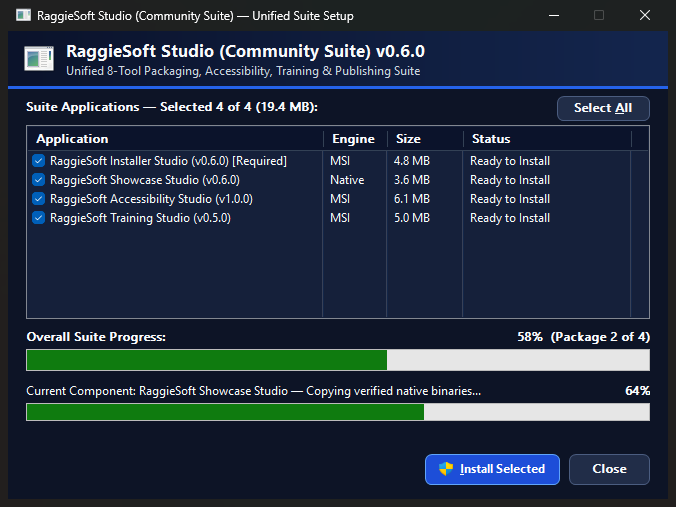 RaggieSoft Studio (Community Suite) — Unified Suite Setup
RaggieSoft Studio (Community Suite) v0.6.0
Unified 8-Tool Packaging, Accessibility, Training & Publishing Suite
Suite Applications — Selected 4 of 4 (19.4 MB):
Select All
Application Engine Size Status
RaggieSoft Installer Studio (v0.6.0) [Required] MSI 4.8 MB Ready to Install
RaggieSoft Showcase Studio (v0.6.0) Native 3.6 MB Ready to Install
RaggieSoft Accessibility Studio (v1.0.0) MSI 6.1 MB Ready to Install
RaggieSoft Training Studio (v0.5.0) MSI 5.0 MB Ready to Install
Overall Suite Progress: 58% (Package 2 of 4)
Current Component: RaggieSoft Showcase Studio — Copying verified native binaries... 64%
Install Selected Close